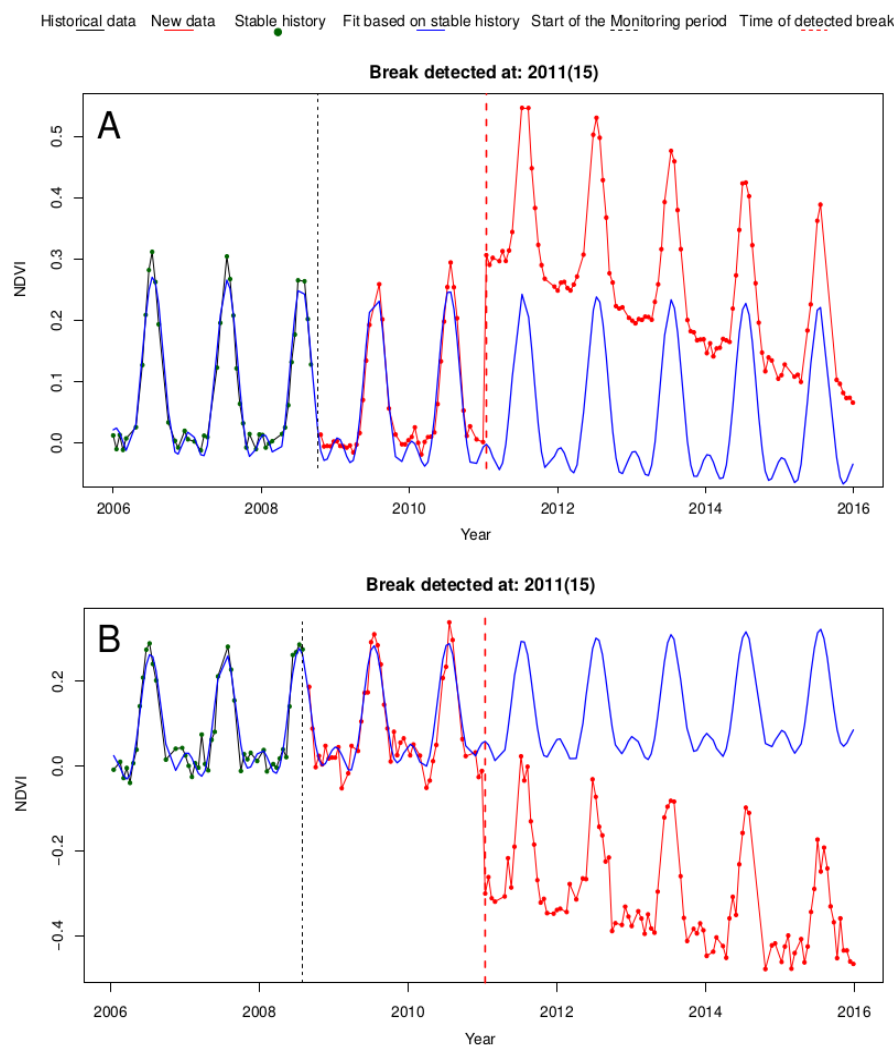 Historical data New data Stable history Fit based on stable history Start of the Monitoring period Time of detected break
Break detected at: 2011(15)
A
0.5
0.4
0.3
0.2
0.1
0.0
NDVI
2006 2008 2010 2012 2014 2016
Year
Break detected at: 2011(15)
B
0.2
0.0
−0.2
−0.4
NDVI
2006 2008 2010 2012 2014 2016
Year